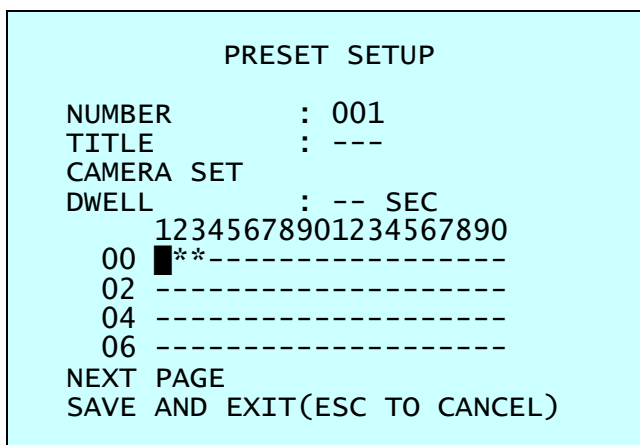 PRESET SETUP
NUMBER : 001
TITLE : ---
CAMERA SET
DWELL : -- SEC
12345678901234567890
00 █**-----------------
02 --------------------
04 --------------------
06 --------------------
NEXT PAGE
SAVE AND EXIT(ESC TO CANCEL)